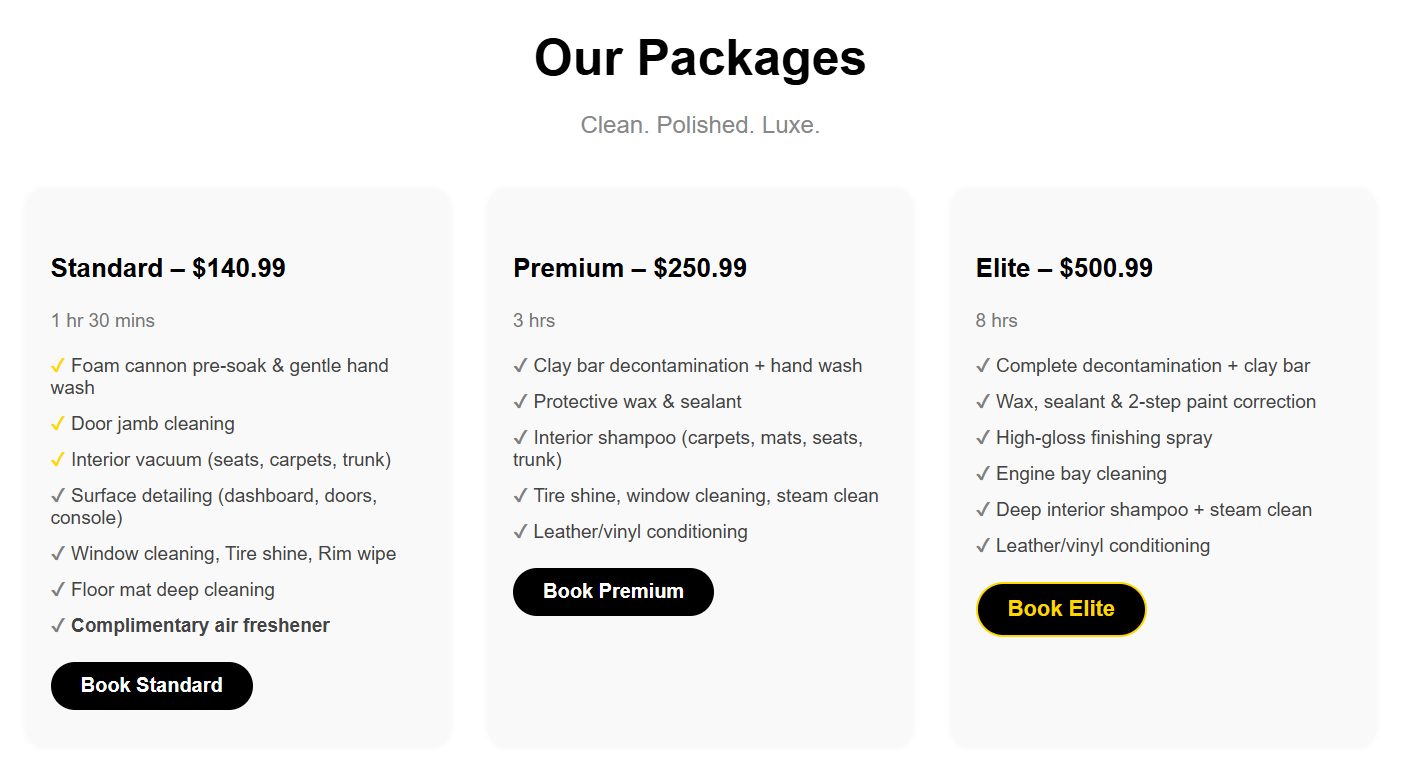 Our Packages
Clean. Polished. Luxe.
Standard – $140.99
1 hr 30 mins
✓ Foam cannon pre-soak & gentle hand
wash
✓ Door jamb cleaning
✓ Interior vacuum (seats, carpets, trunk)
✓ Surface detailing (dashboard, doors,
console)
✓ Window cleaning, Tire shine, Rim wipe
✓ Floor mat deep cleaning
✓ Complimentary air freshener
Book Standard
Premium – $250.99
3 hrs
✓ Clay bar decontamination + hand wash
✓ Protective wax & sealant
✓ Interior shampoo (carpets, mats, seats,
trunk)
✓ Tire shine, window cleaning, steam clean
✓ Leather/vinyl conditioning
Book Premium
Elite – $500.99
8 hrs
✓ Complete decontamination + clay bar
✓ Wax, sealant & 2-step paint correction
✓ High-gloss finishing spray
✓ Engine bay cleaning
✓ Deep interior shampoo + steam clean
✓ Leather/vinyl conditioning
Book Elite